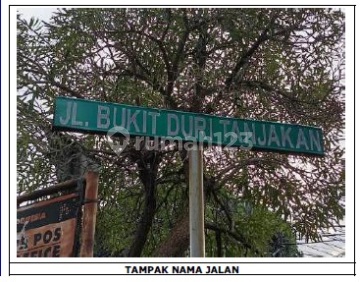 JL. BUKIT DURI TANJAKAN
rumah123
POS
OFFICE
TAMPAK NAMA JALAN